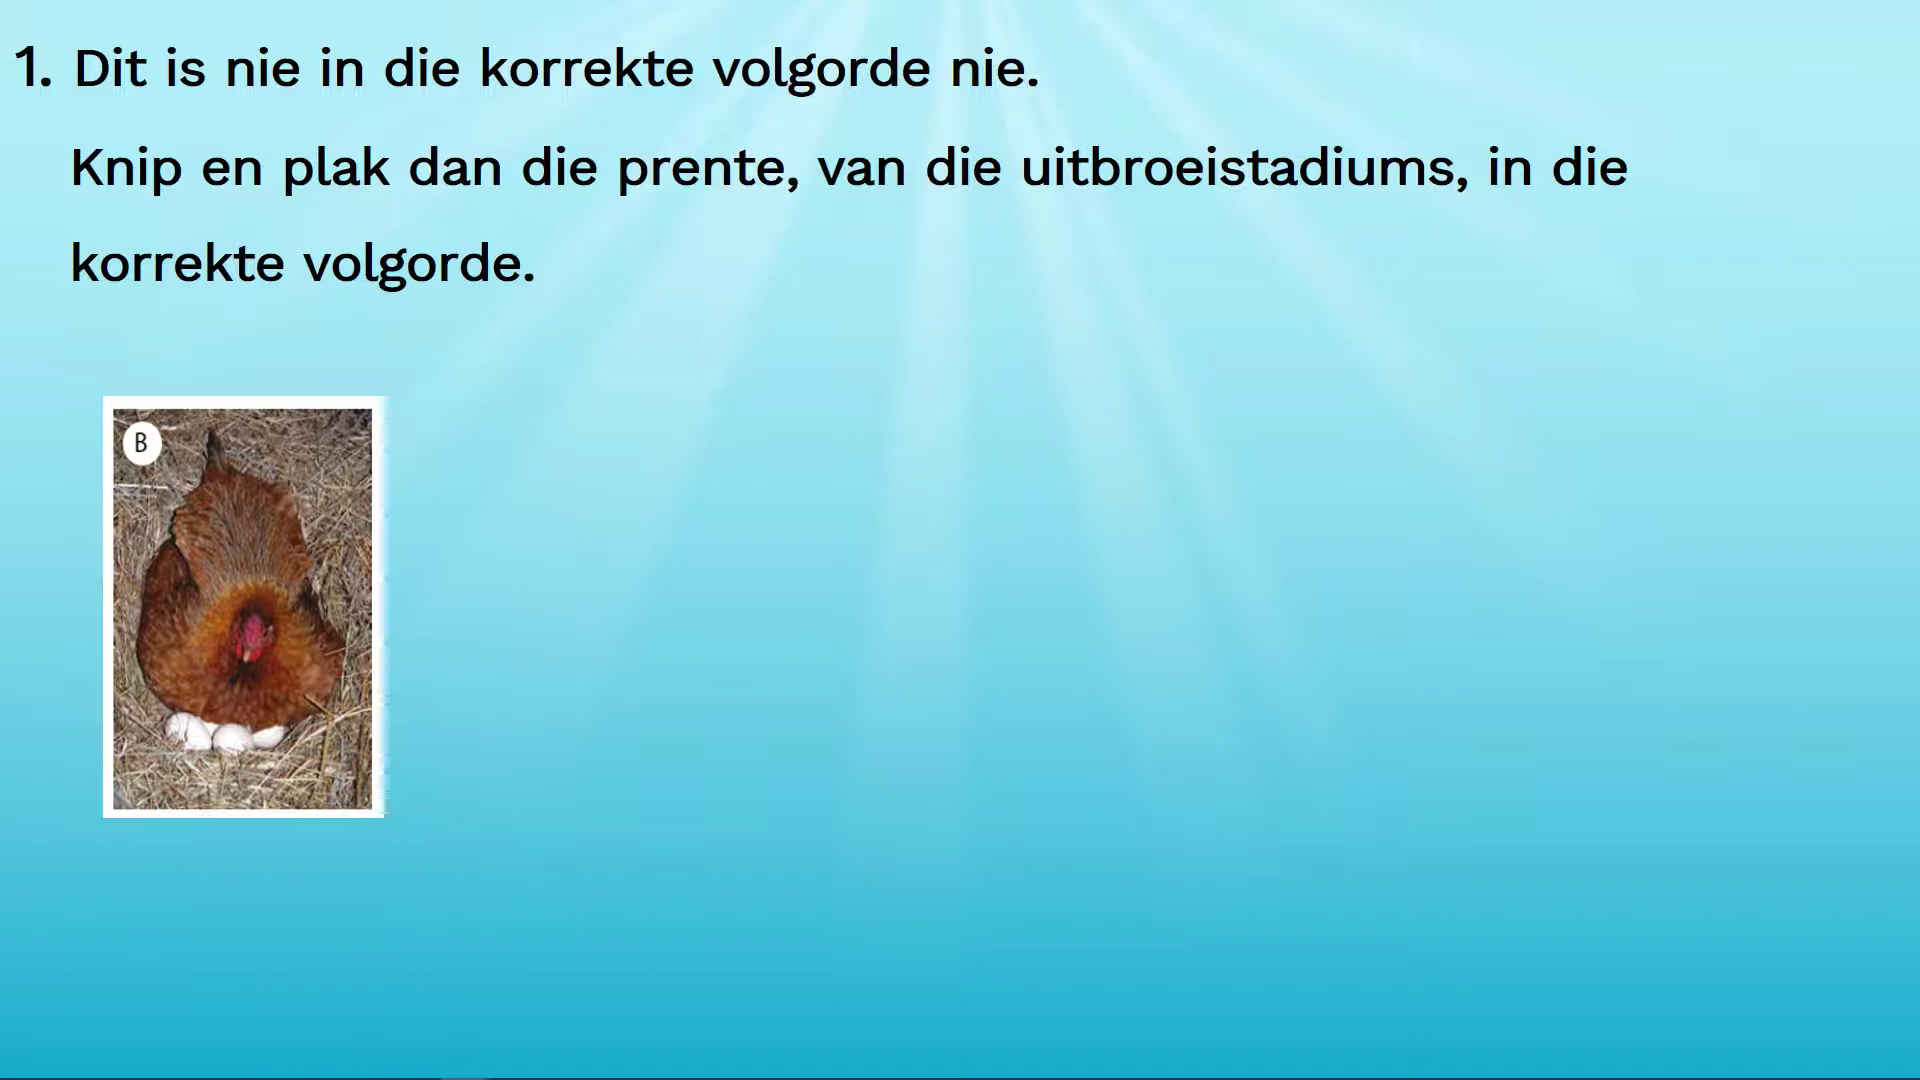 1. Dit is nie in die korrekte volgorde nie.
Knip en plak dan die prente, van die uitbroeistadiums, in die
korrekte volgorde.
B